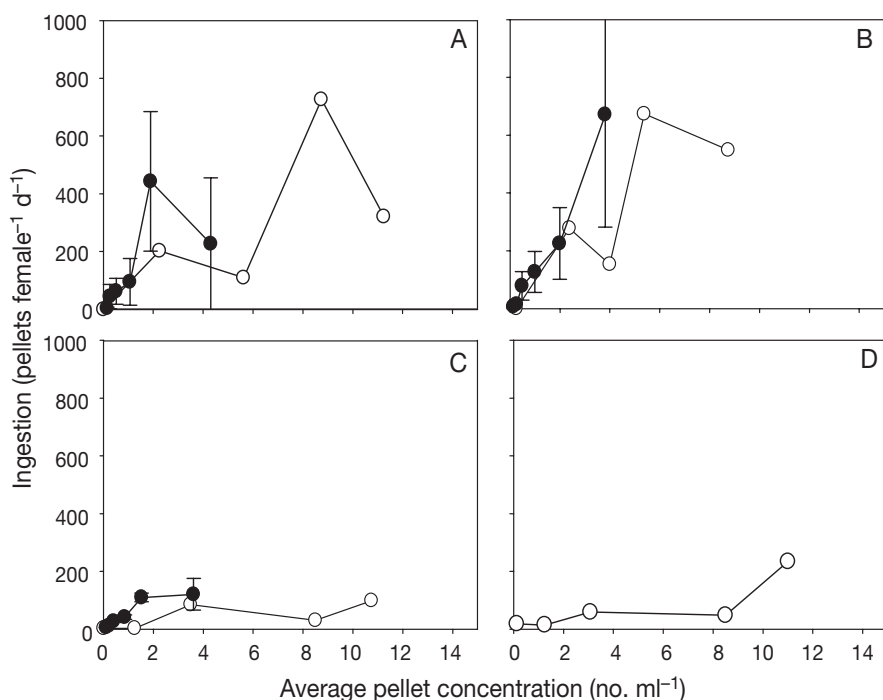 1000
800
600
400
200
0
A
B
1000
800
600
400
200
0
C
D
0 2 4 6 8 10 12 14
0 2 4 6 8 10 12 14
Ingestion (pellets female⁻¹ d⁻¹)
Average pellet concentration (no. ml⁻¹)